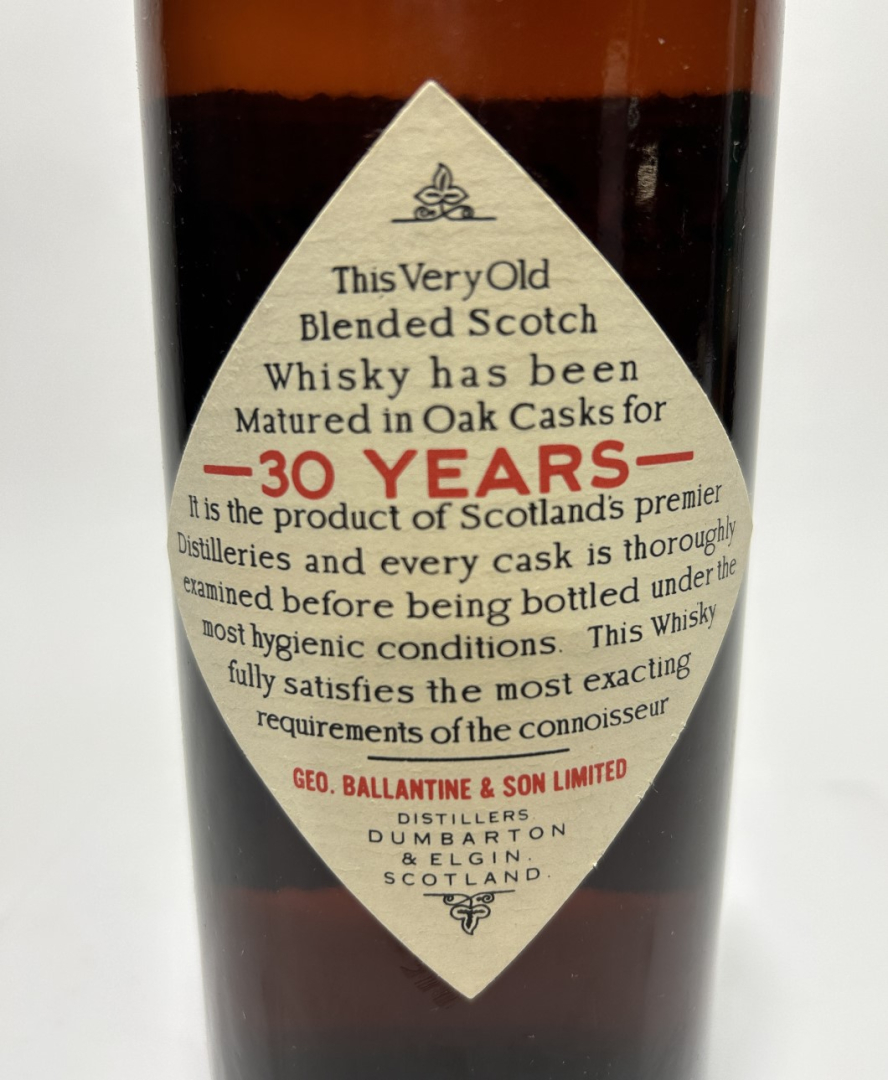 This Very Old
Blended Scotch
Whisky has been
Matured in Oak Casks for
—30 YEARS—
It is the product of Scotland's premier
Distilleries and every cask is thoroughly
examined before being bottled under the
most hygienic conditions. This Whisky
fully satisfies the most exacting
requirements of the connoisseur
GEO. BALLANTINE & SON LIMITED
DISTILLERS
DUMBARTON
& ELGIN.
SCOTLAND.